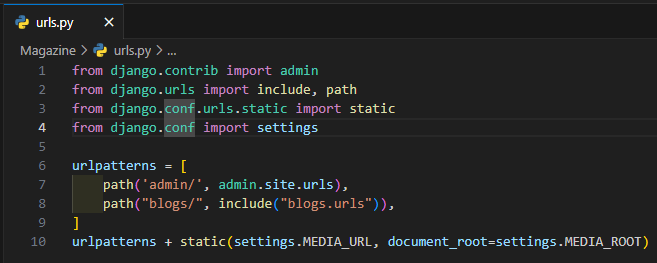 urls.py
Magazine > urls.py > ...
1 from django.contrib import admin
2 from django.urls import include, path
3 from django.conf.urls.static import static
4 from django.conf import settings
5
6 urlpatterns = [
7     path('admin/', admin.site.urls),
8     path("blogs/", include("blogs.urls")),
9 ]
10 urlpatterns + static(settings.MEDIA_URL, document_root=settings.MEDIA_ROOT)